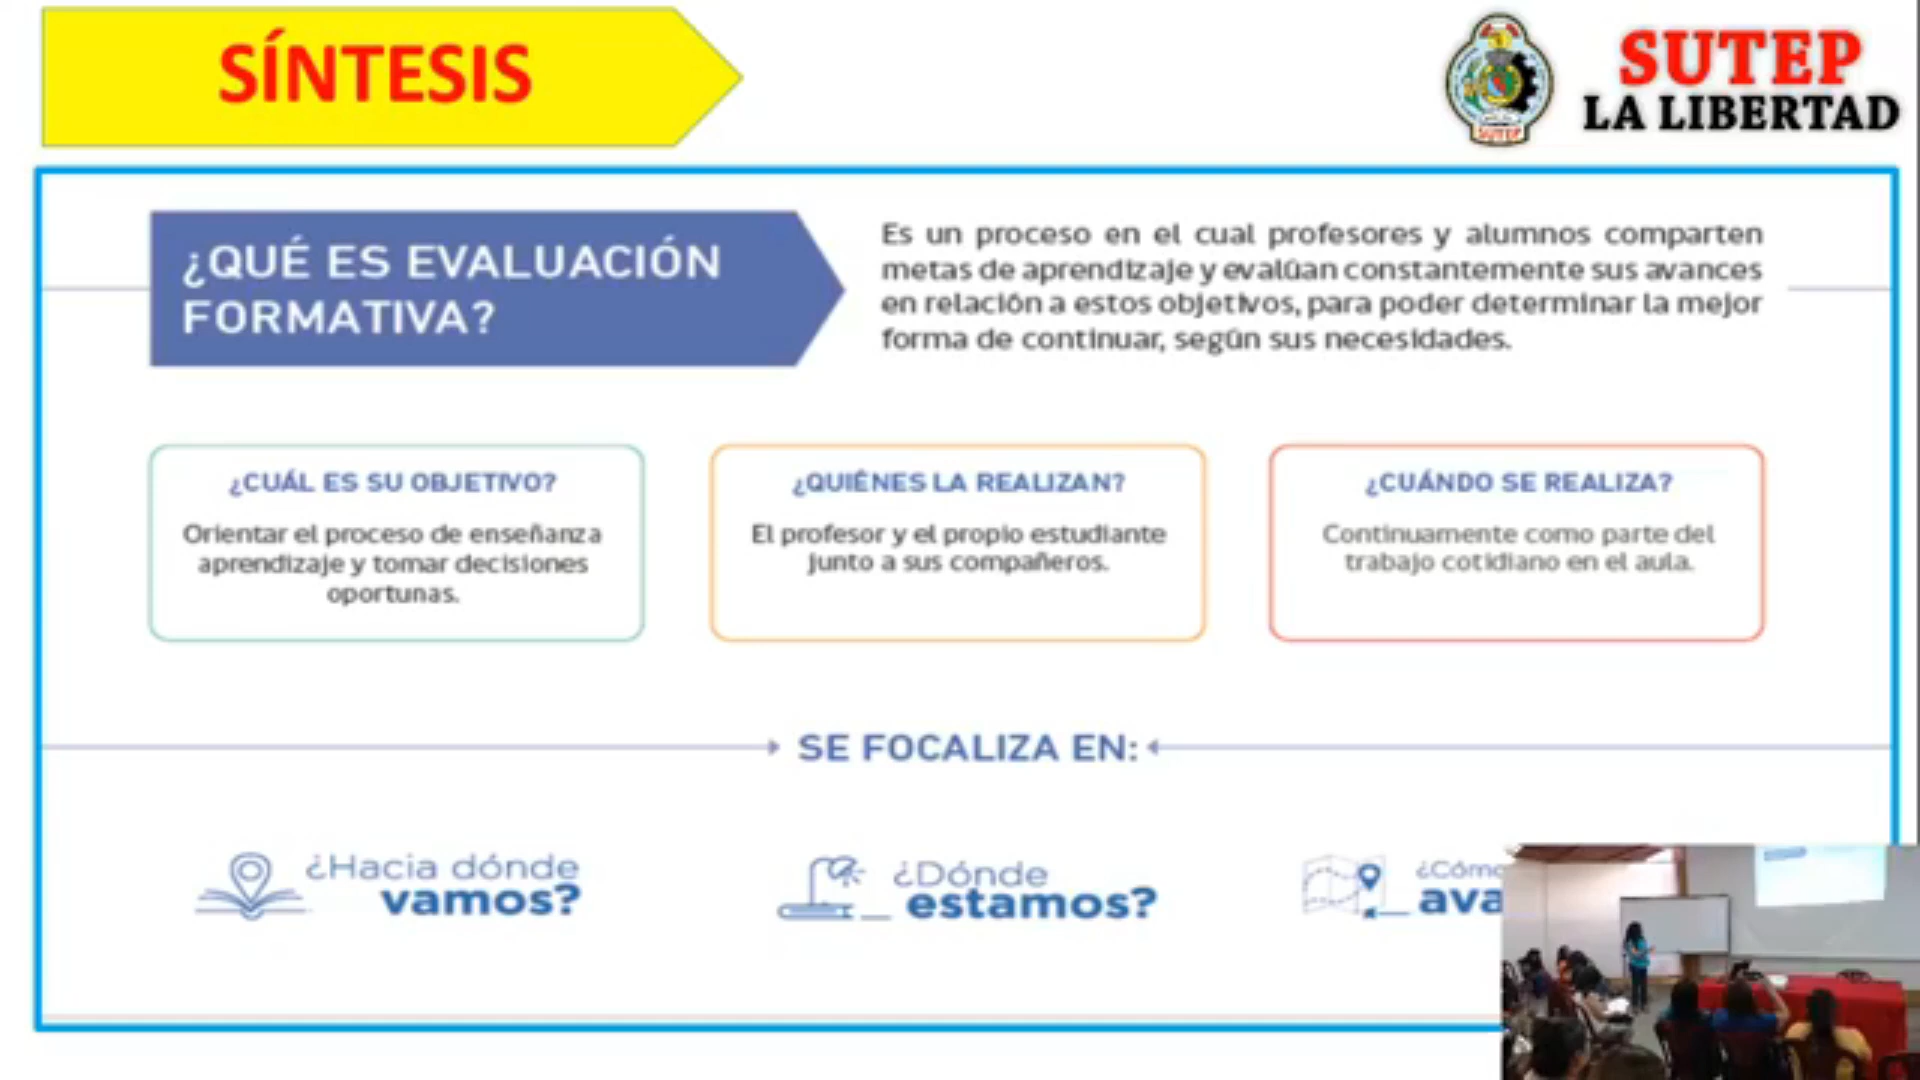 SÍNTESIS
SUTEP
LA LIBERTAD
SUTEP
¿QUÉ ES EVALUACIÓN
FORMATIVA?
Es un proceso en el cual profesores y alumnos comparten
metas de aprendizaje y evalúan constantemente sus avances
en relación a estos objetivos, para poder determinar la mejor
forma de continuar, según sus necesidades.
¿CUÁL ES SU OBJETIVO?
Orientar el proceso de enseñanza
aprendizaje y tomar decisiones
oportunas.
¿QUIÉNES LA REALIZAN?
El profesor y el propio estudiante
junto a sus compañeros.
¿CUÁNDO SE REALIZA?
Continuamente como parte del
trabajo cotidiano en el aula.
SE FOCALIZA EN:
¿Hacia dónde
vamos?
¿Dónde
estamos?